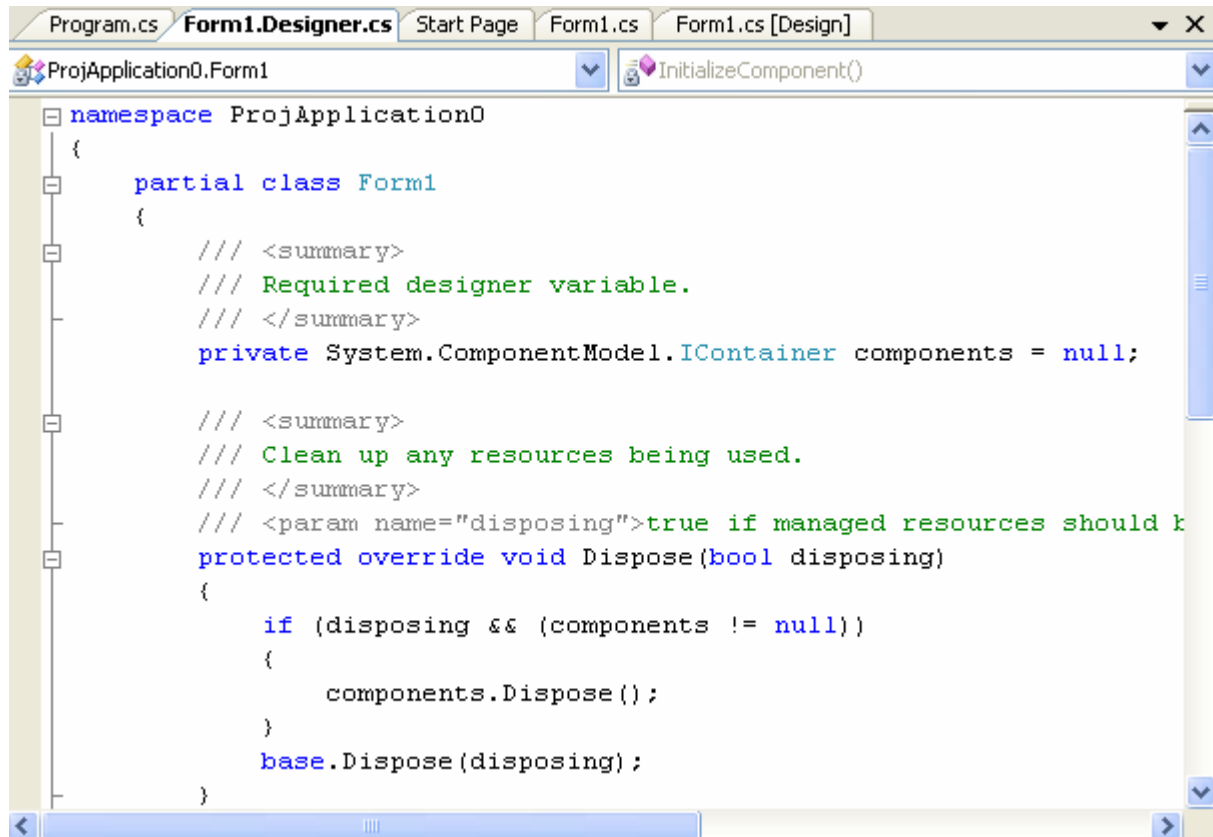 Program.cs Form1.Designer.cs Start Page Form1.cs Form1.cs [Design]
ProjApplication0.Form1 InitializeComponent()
namespace ProjApplication0
{
partial class Form1
{
/// <summary>
/// Required designer variable.
/// </summary>
private System.ComponentModel.IContainer components = null;
/// <summary>
/// Clean up any resources being used.
/// </summary>
/// <param name="disposing">true if managed resources should b
protected override void Dispose(bool disposing)
{
if (disposing && (components != null))
{
components.Dispose();
}
base.Dispose(disposing);
}